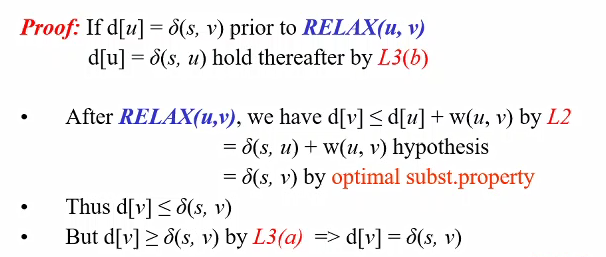 Proof: If d[u] = δ(s, v) prior to RELAX(u, v)
d[u] = δ(s, u) hold thereafter by L3(b)
• After RELAX(u,v), we have d[v] ≤ d[u] + w(u, v) by L2
= δ(s, u) + w(u, v) hypothesis
= δ(s, v) by optimal subst.property
• Thus d[v] ≤ δ(s, v)
• But d[v] ≥ δ(s, v) by L3(a) => d[v] = δ(s, v)